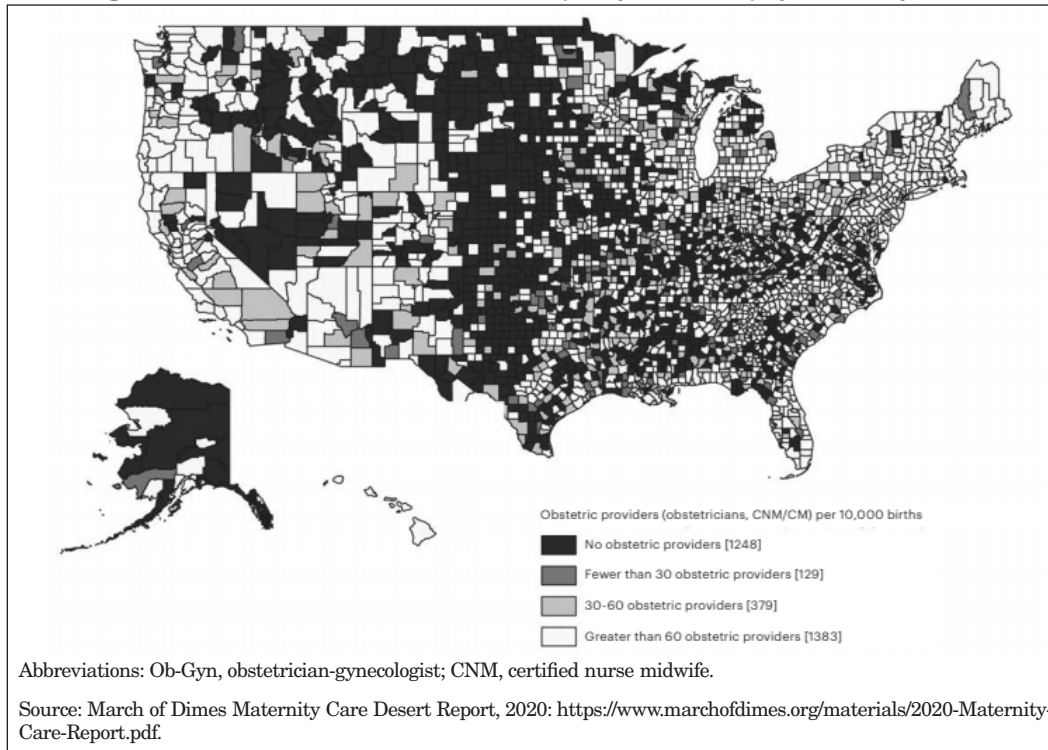 Obstetric providers (obstetricians, CNM/CM) per 10,000 births
No obstetric providers [1248]
Fewer than 30 obstetric providers [129]
30-60 obstetric providers [379]
Greater than 60 obstetric providers [1383]
Abbreviations: Ob-Gyn, obstetrician-gynecologist; CNM, certified nurse midwife.
Source: March of Dimes Maternity Care Desert Report, 2020: https://www.marchofdimes.org/materials/2020-Maternity-
Care-Report.pdf.